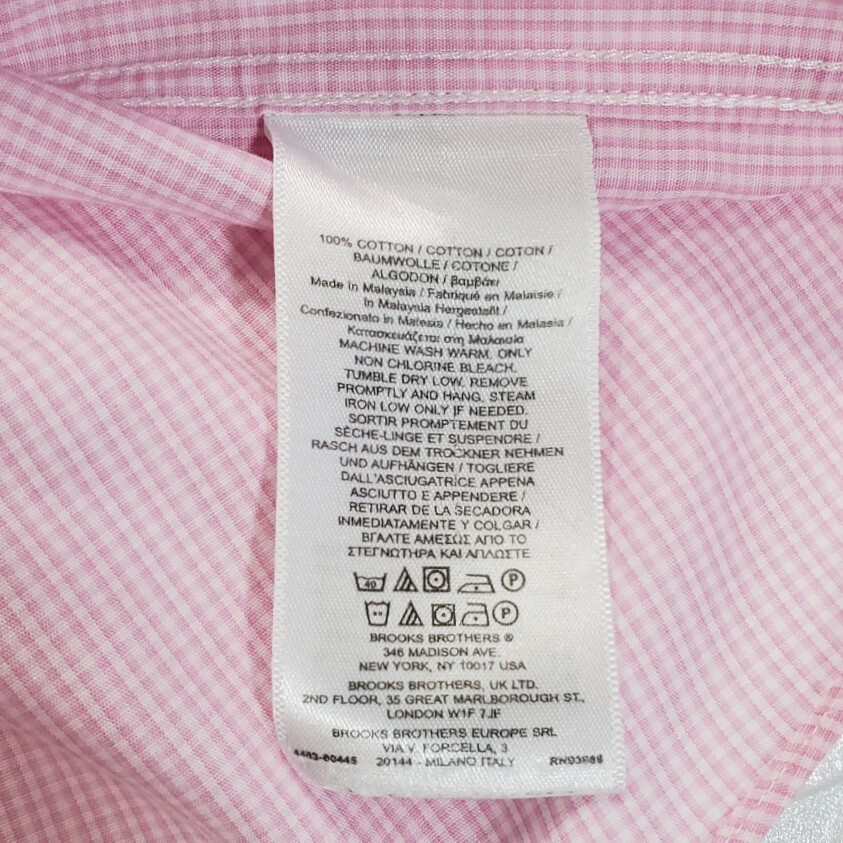 100% COTTON / COTTON / COTON /
BAUMWOLLE / COTONE /
ALGODON / βαμβάκι
Made in Malaysia / Fabriqué en Malaisie /
In Malaysia Hergestellt /
Confezionato in Malesia / Hecho en Malasia /
Κατασκευάζεται στη Μαλαισία
MACHINE WASH WARM. ONLY
NON CHLORINE BLEACH.
TUMBLE DRY LOW. REMOVE
PROMPTLY AND HANG. STEAM
IRON LOW ONLY IF NEEDED.
SORTIR PROMPTEMENT DU
SÈCHE-LINGE ET SUSPENDRE /
RASCH AUS DEM TROCKNER NEHMEN
UND AUFHÄNGEN / TOGLIERE
DALL'ASCIUGATRICE APPENA
ASCIUTTO E APPENDERE /
RETIRAR DE LA SECADORA
INMEDIATAMENTE Y COLGAR /
ΒΓΑΛΤΕ ΑΜΕΣΩΣ ΑΠΟ ΤΟ
ΣΤΕΓΝΩΤΗΡΑ ΚΑΙ ΑΠΛΩΣΤΕ
40 P
P
BROOKS BROTHERS ®
346 MADISON AVE.
NEW YORK, NY 10017 USA
BROOKS BROTHERS, UK LTD.
2ND FLOOR, 35 GREAT MARLBOROUGH ST.,
LONDON W1F 7JF
BROOKS BROTHERS EUROPE SRL
VIA V. FORCELLA, 3
4483-60445 20144 - MILANO ITALY